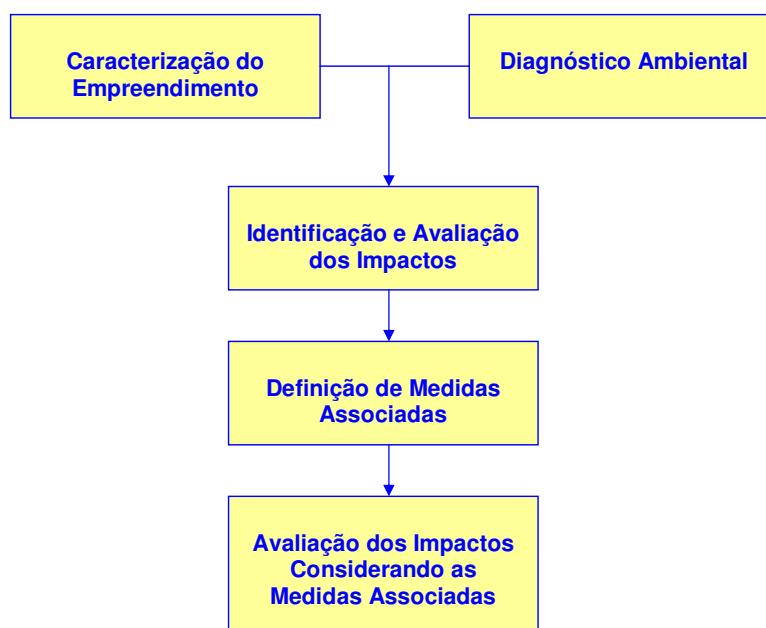 Caracterização do
Empreendimento
Diagnóstico Ambiental
Identificação e Avaliação
dos Impactos
Definição de Medidas
Associadas
Avaliação dos Impactos
Considerando as
Medidas Associadas